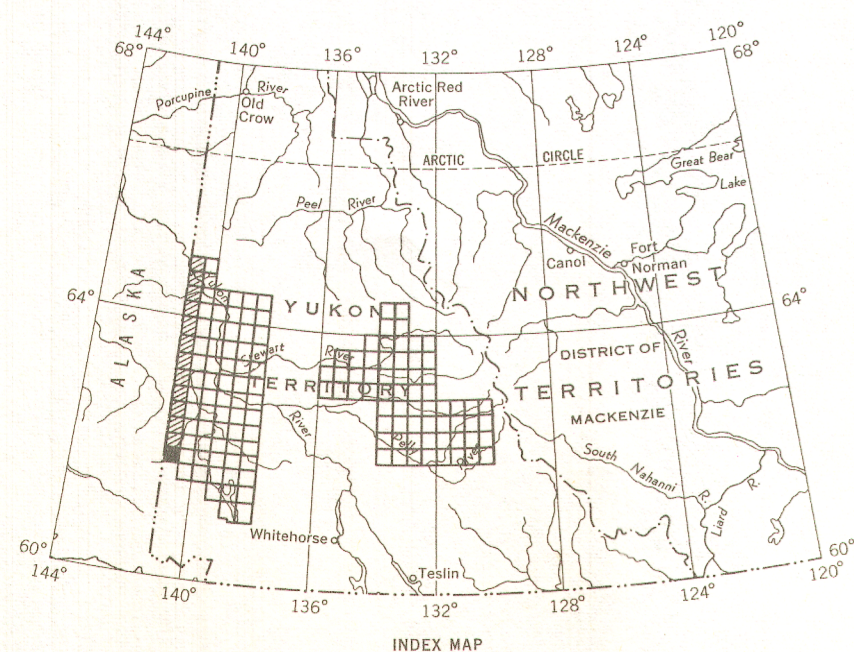 144°
68°
140°
136°
132°
128°
124°
120°
68°
Porcupine River
Old
Crow
Arctic Red
River
ARCTIC CIRCLE
Great Bear
Lake
Peel River
Mackenzie
Canol
Fort
Norman
64°
ALASKA
Yukon
YUKON
NORTHWEST
64°
Stewart River
DISTRICT OF
River
TERRITORY
TERRITORIES
MACKENZIE
River
Pelly River
South Nahanni R.
Liard R.
Whitehorse
Teslin
60°
144°
140°
136°
132°
128°
124°
60°
120°
INDEX MAP